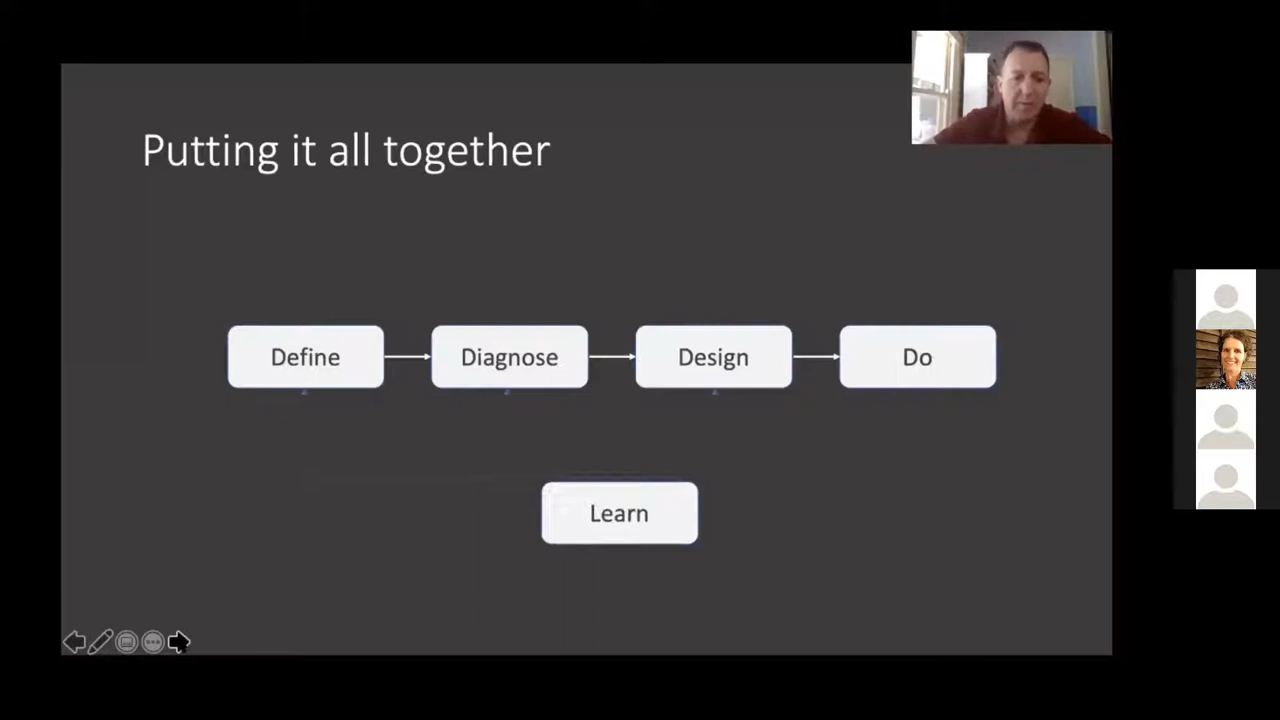 Putting it all together
Define
Diagnose
Design
Do
Learn